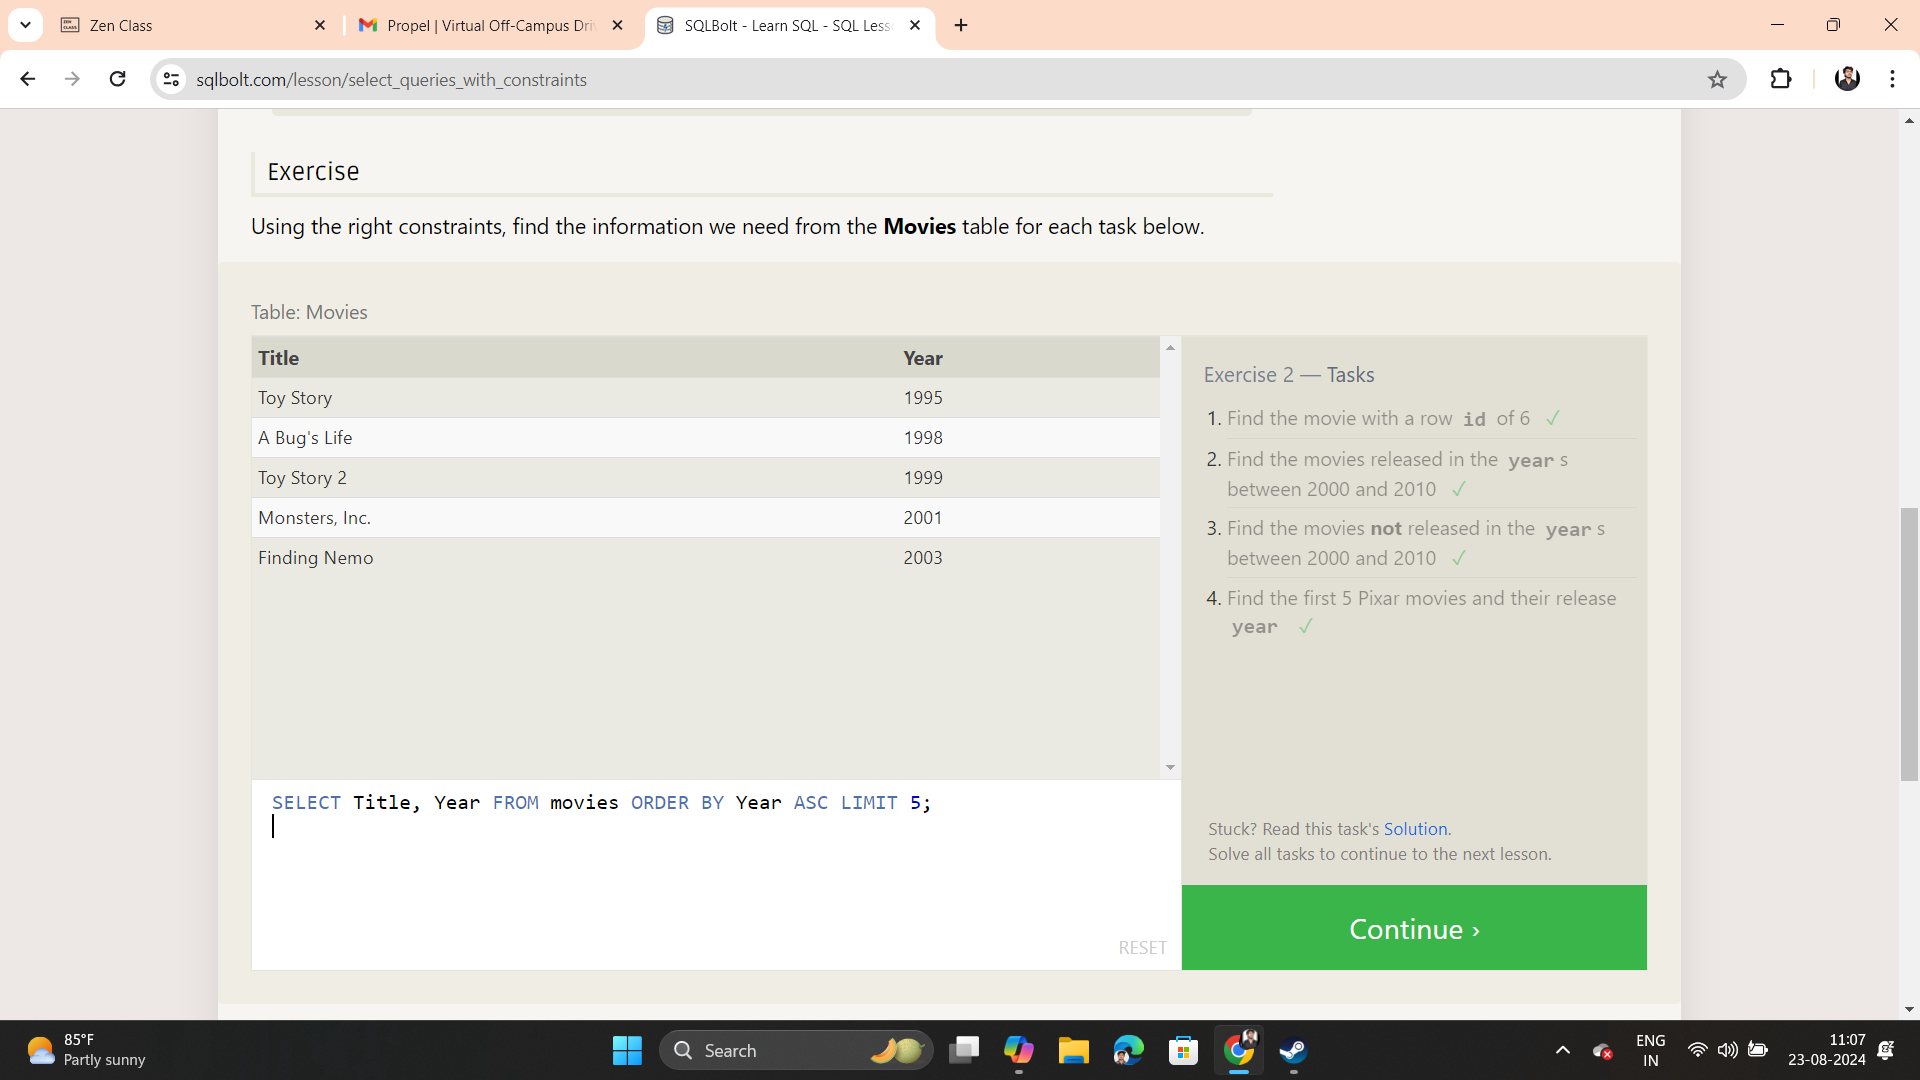 Zen Class
Propel | Virtual Off-Campus Dri
SQLBolt - Learn SQL - SQL Less
sqlbolt.com/lesson/select_queries_with_constraints
Exercise
Using the right constraints, find the information we need from the Movies table for each task below.
Table: Movies
Title Year
Toy Story 1995
A Bug's Life 1998
Toy Story 2 1999
Monsters, Inc. 2001
Finding Nemo 2003
SELECT Title, Year FROM movies ORDER BY Year ASC LIMIT 5;
RESET
Exercise 2 — Tasks
1. Find the movie with a row id of 6 ✓
2. Find the movies released in the year s
between 2000 and 2010 ✓
3. Find the movies not released in the year s
between 2000 and 2010 ✓
4. Find the first 5 Pixar movies and their release
year ✓
Stuck? Read this task's Solution.
Solve all tasks to continue to the next lesson.
Continue ›
85°F
Partly sunny
Search
ENG
IN
11:07
23-08-2024